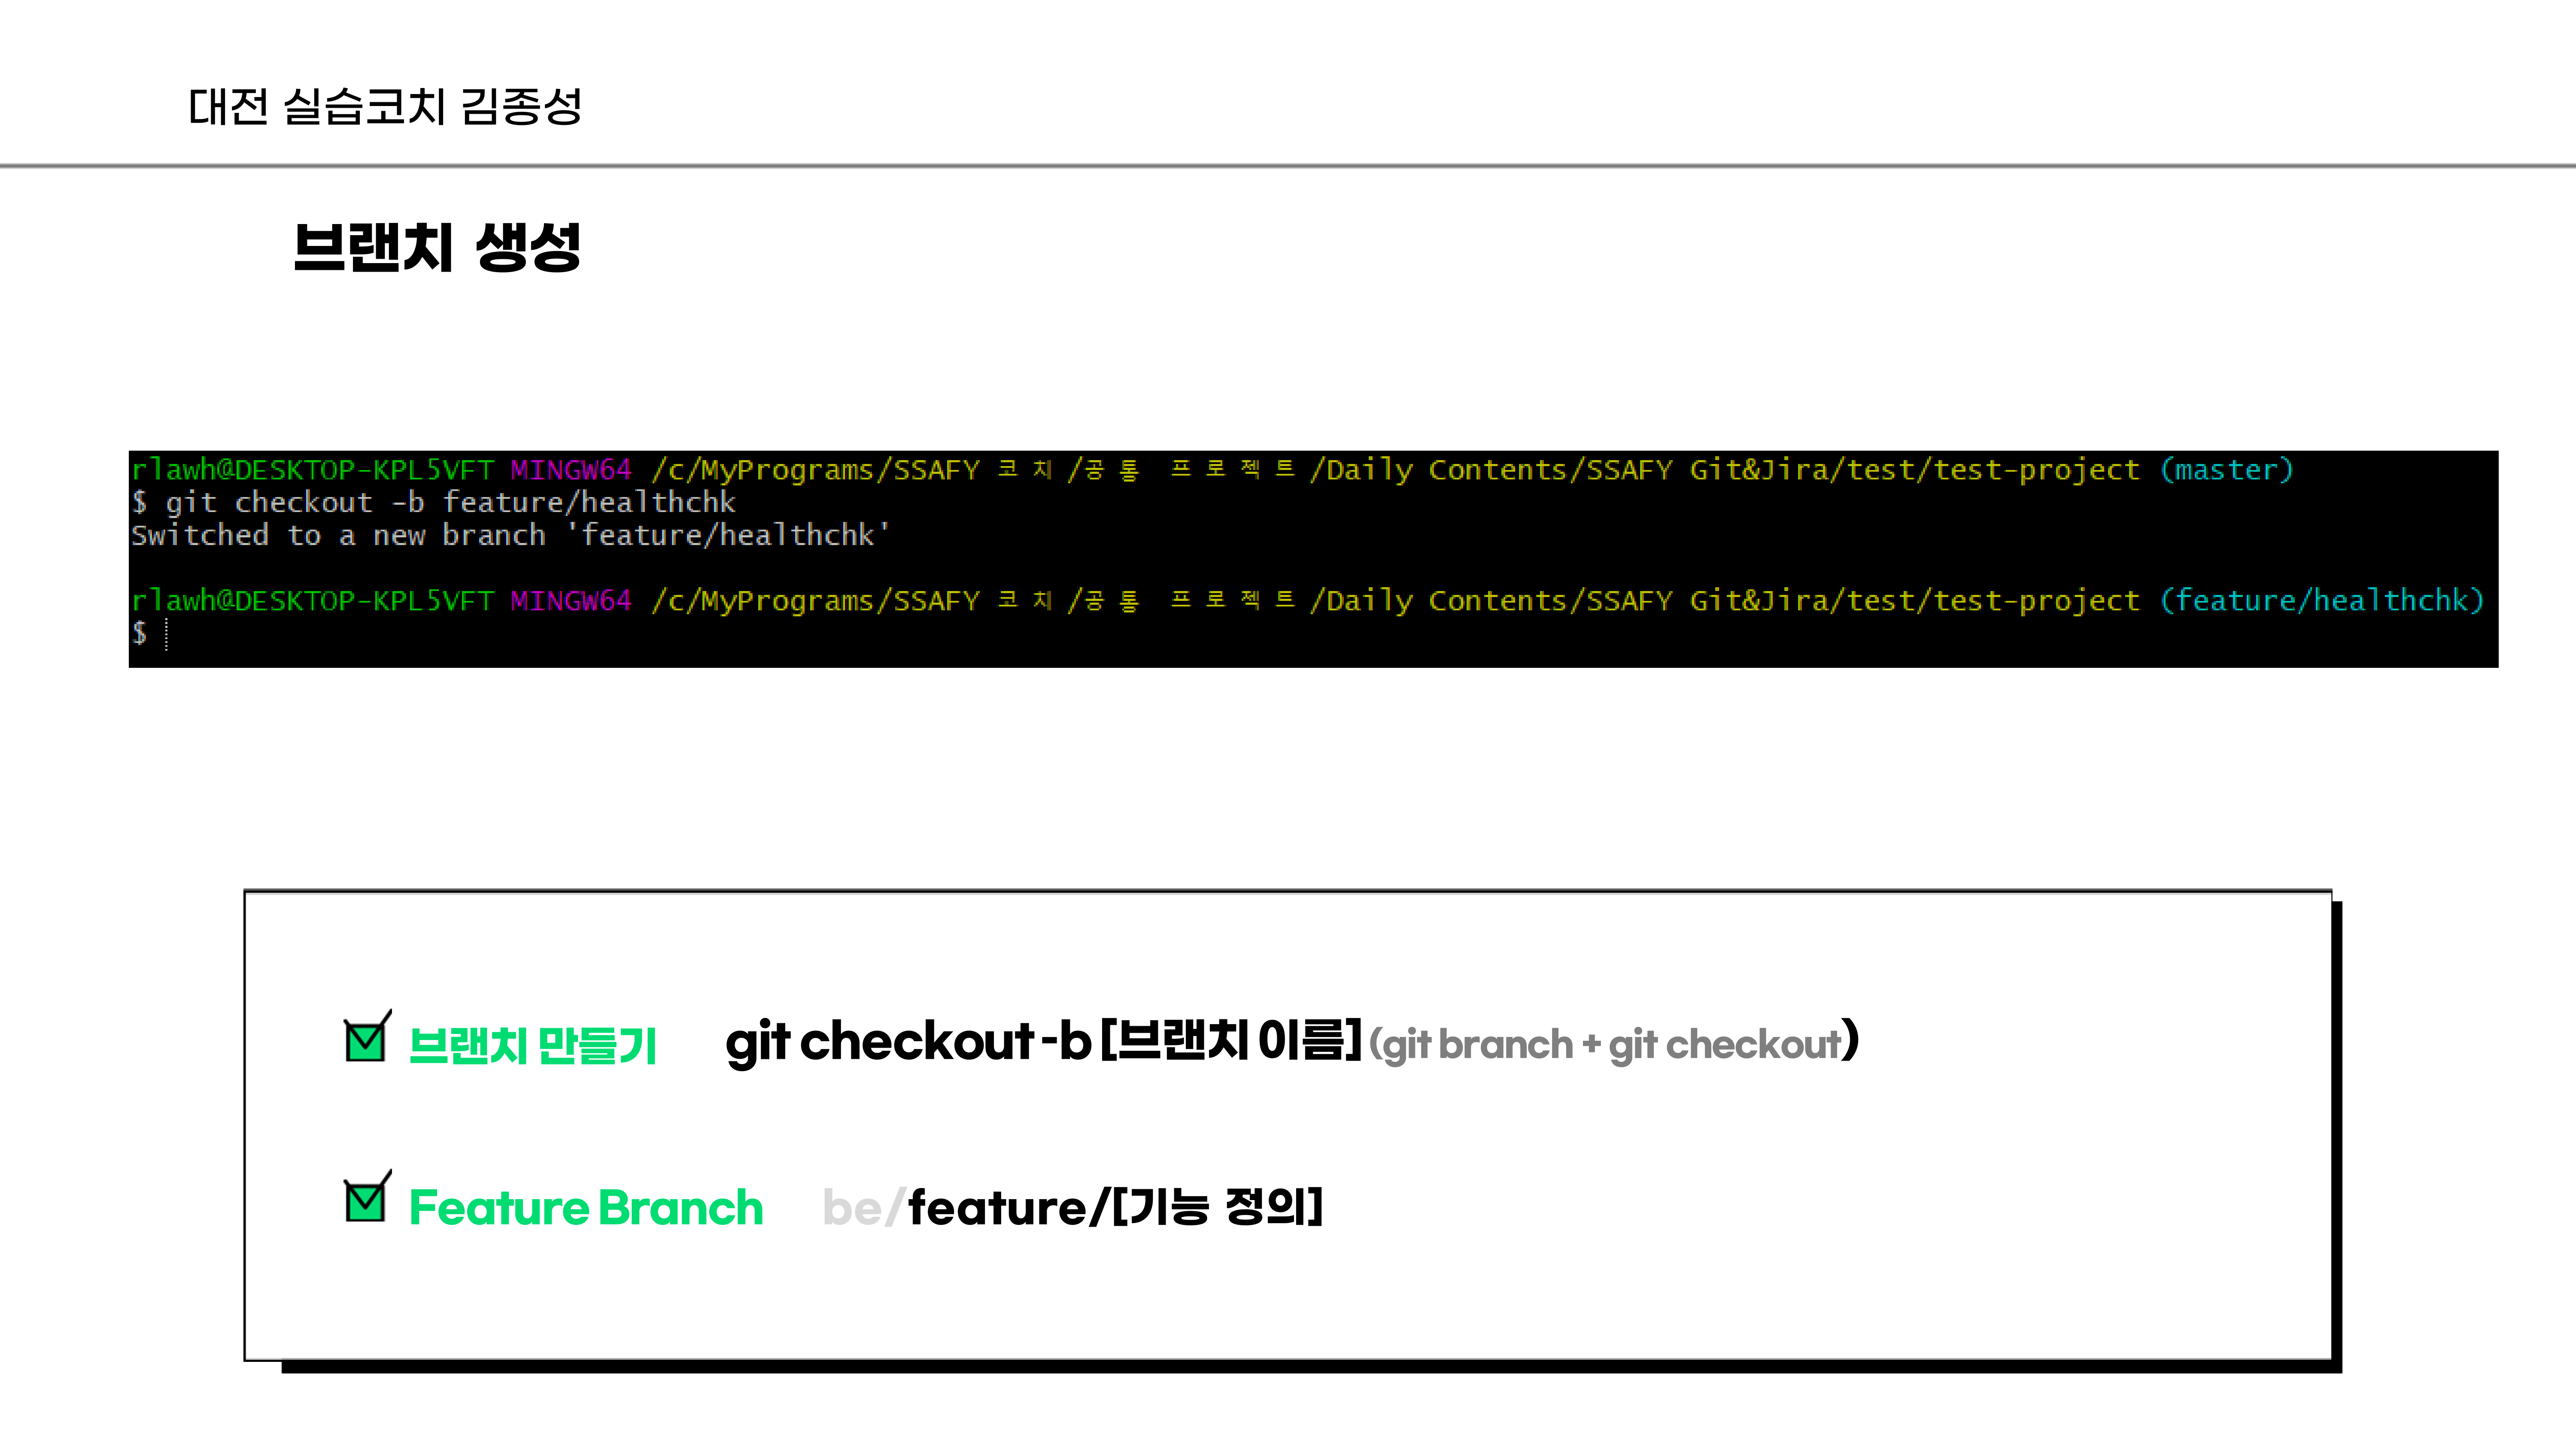 대전 실습코치 김종성
브랜치 생성
rlawh@DESKTOP-KPL5VFT MINGW64 /c/MyPrograms/SSAFY 코치/공통 프로젝트/Daily Contents/SSAFY Git&Jira/test/test-project (master)
$ git checkout -b feature/healthchk
Switched to a new branch 'feature/healthchk'
rlawh@DESKTOP-KPL5VFT MINGW64 /c/MyPrograms/SSAFY 코치/공통 프로젝트/Daily Contents/SSAFY Git&Jira/test/test-project (feature/healthchk)
$
브랜치 만들기 git checkout -b [브랜치 이름] (git branch + git checkout)
Feature Branch be/feature/[기능 정의]